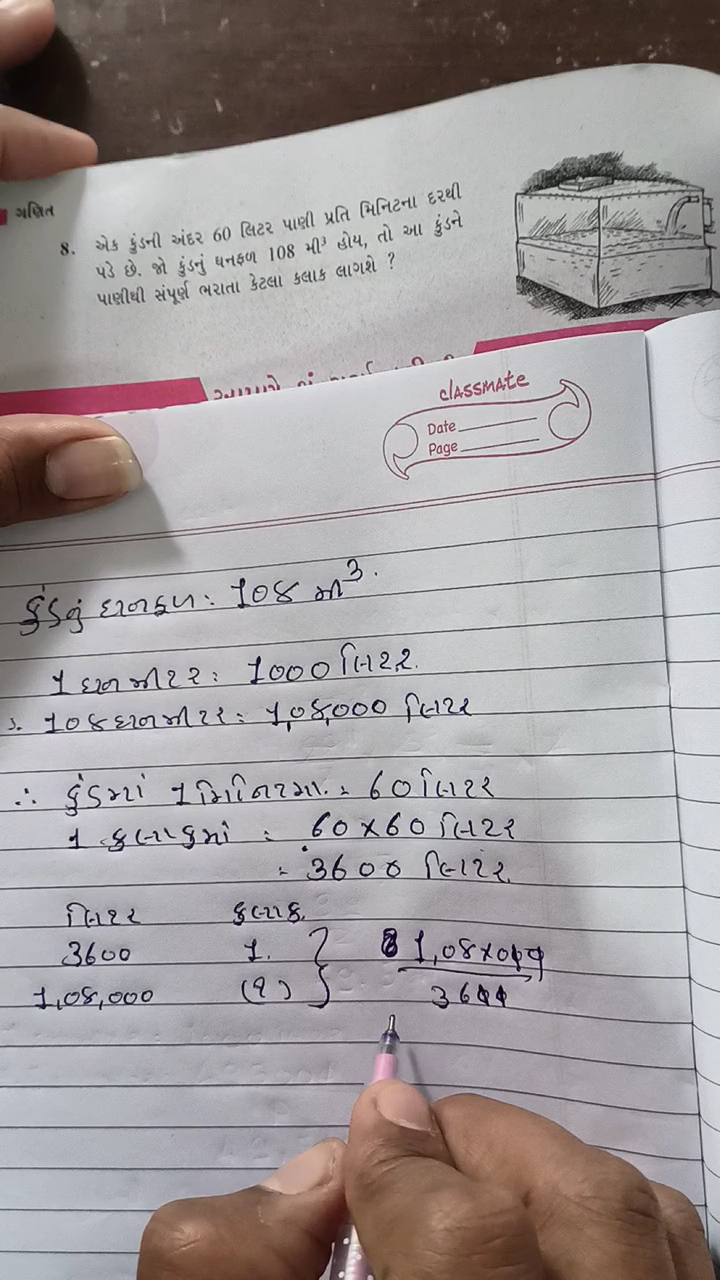 ગણિત
8. એક કુંડની અંદર 60 લિટર પાણી પ્રતિ મિનિટના દરથી
પડે છે. જો કુંડનું ઘનફળ 108 મી³ હોય, તો આ કુંડને
પાણીથી સંપૂર્ણ ભરાતા કેટલા કલાક લાગશે ?
classmate
Date
Page
કુંડનું ઘનફળ : 108 મી³.
1 ઘનમીટર : 1000 લિટર.
108 ઘનમીટર : 1,08,000 લિટર
∴ કુંડમાં 1 મિનિટમાં : 60 લિટર
1 કલાકમાં : 60×60 લિટર
: 3600 લિટર.
લિટર કલાક.
3600 1.
1,08,000 (?)
1,08×000
3600